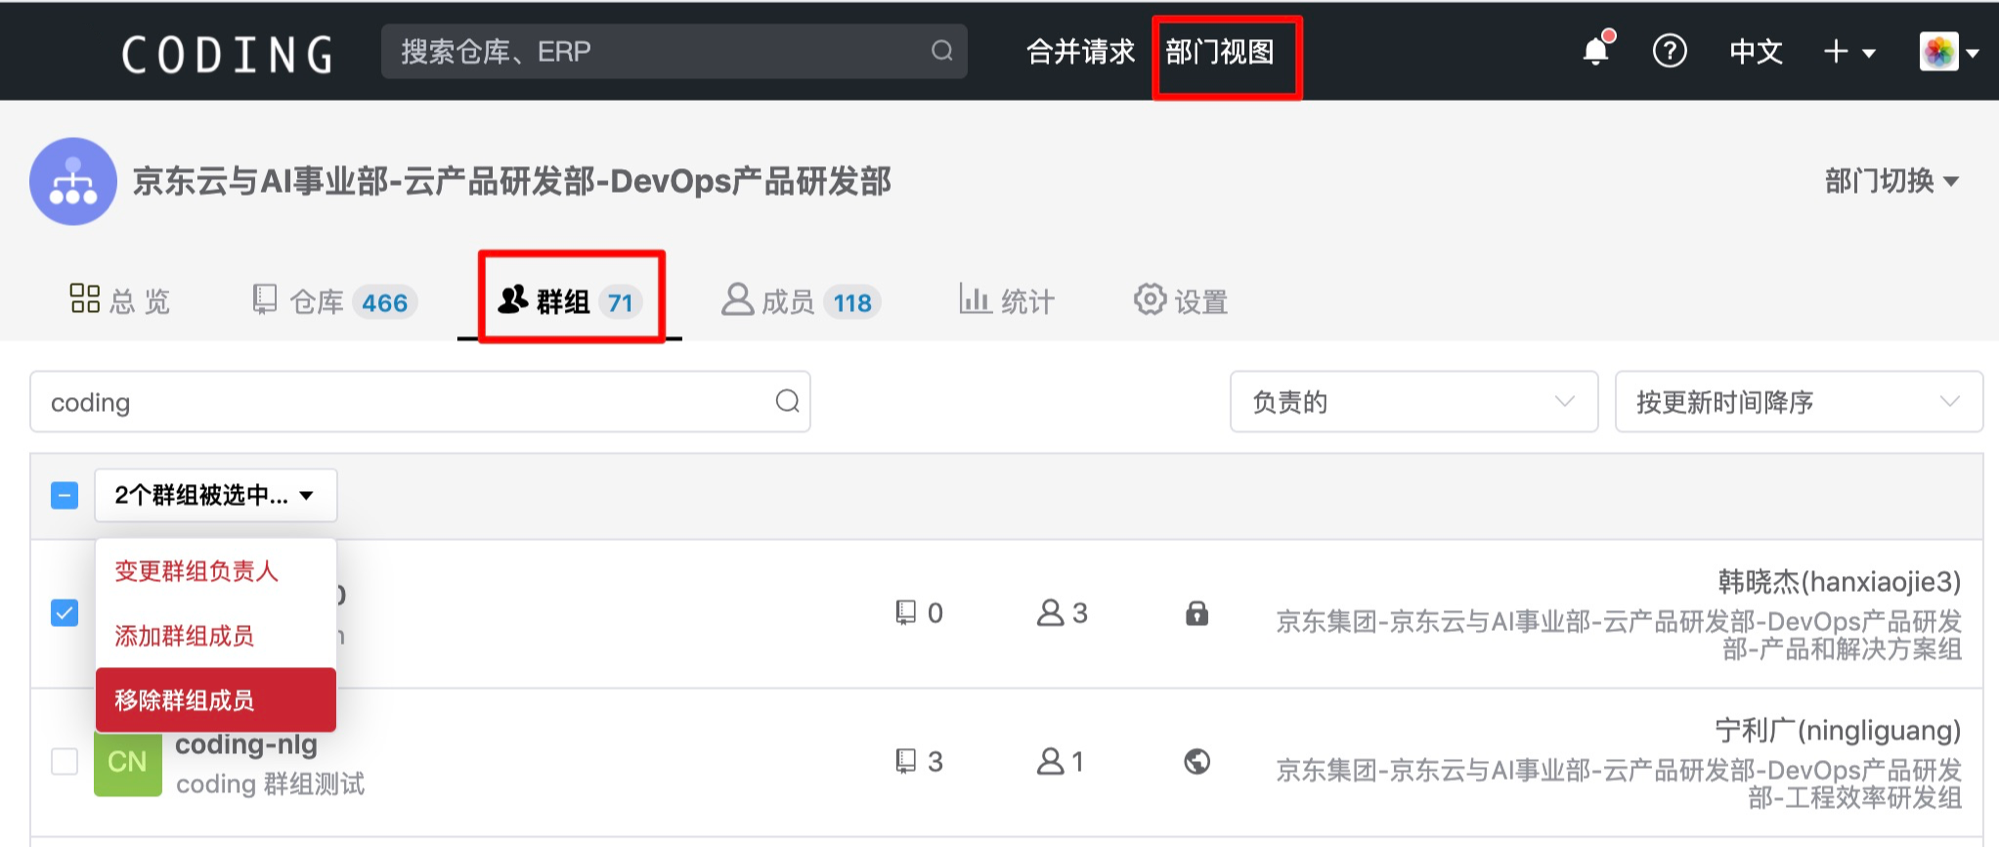 CODING
搜索仓库、ERP
合并请求
部门视图
中文
京东云与AI事业部-云产品研发部-DevOps产品研发部
部门切换
总 览
仓库 466
群组 71
成员 118
统计
设置
coding
负责的
按更新时间降序
2个群组被选中...
变更群组负责人
添加群组成员
移除群组成员
0
3
韩晓杰(hanxiaojie3)
京东集团-京东云与AI事业部-云产品研发部-DevOps产品研发
部-产品和解决方案组
CN
coding-nlg
coding 群组测试
3
1
宁利广(ningliguang)
京东集团-京东云与AI事业部-云产品研发部-DevOps产品研发
部-工程效率研发组